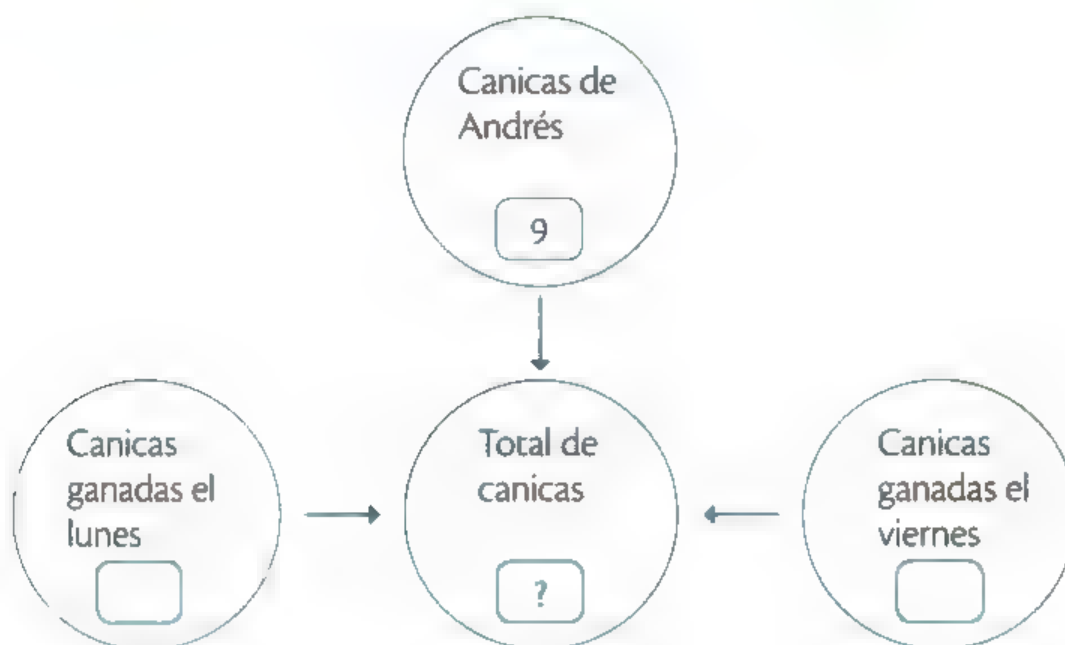 Canicas de
Andrés
9
Canicas
ganadas el
lunes
Total de
canicas
?
Canicas
ganadas el
viernes